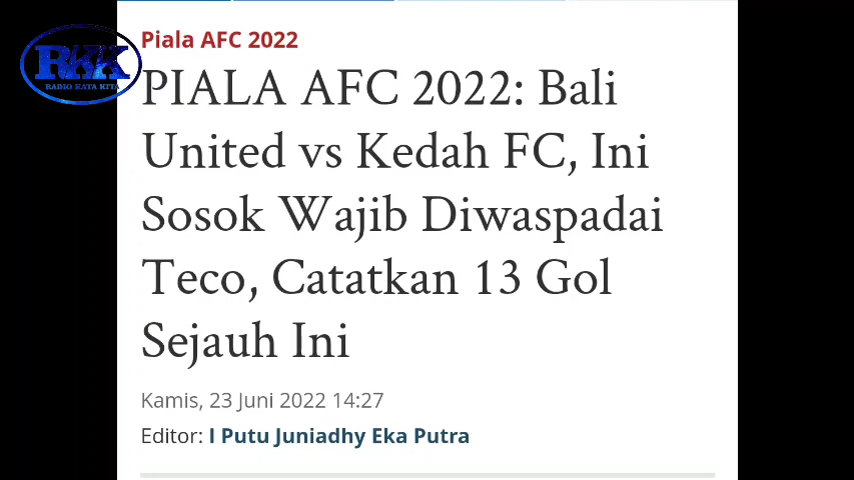 Piala AFC 2022
RKK
RADIO KATA KITA
PIALA AFC 2022: Bali
United vs Kedah FC, Ini
Sosok Wajib Diwaspadai
Teco, Catatkan 13 Gol
Sejauh Ini
Kamis, 23 Juni 2022 14:27
Editor: I Putu Juniadhy Eka Putra